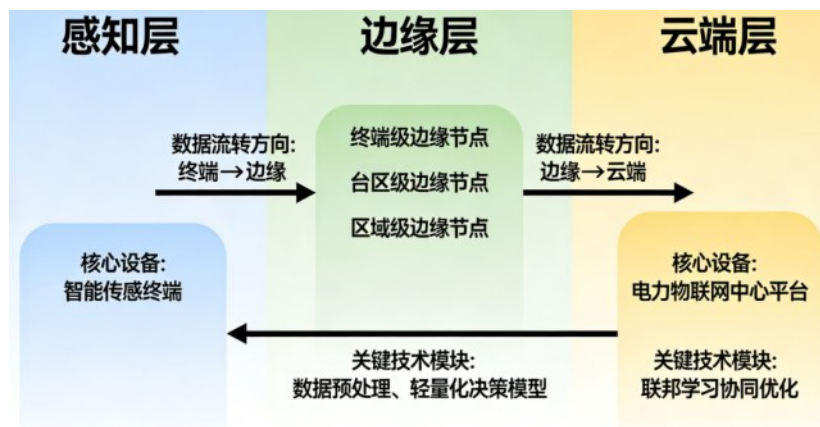 感知层
边缘层
云端层
数据流转方向:
终端→边缘
终端级边缘节点
台区级边缘节点
区域级边缘节点
数据流转方向:
边缘→云端
核心设备:
智能传感终端
核心设备:
电力物联网中心平台
关键技术模块:
数据预处理、轻量化决策模型
关键技术模块:
联邦学习协同优化